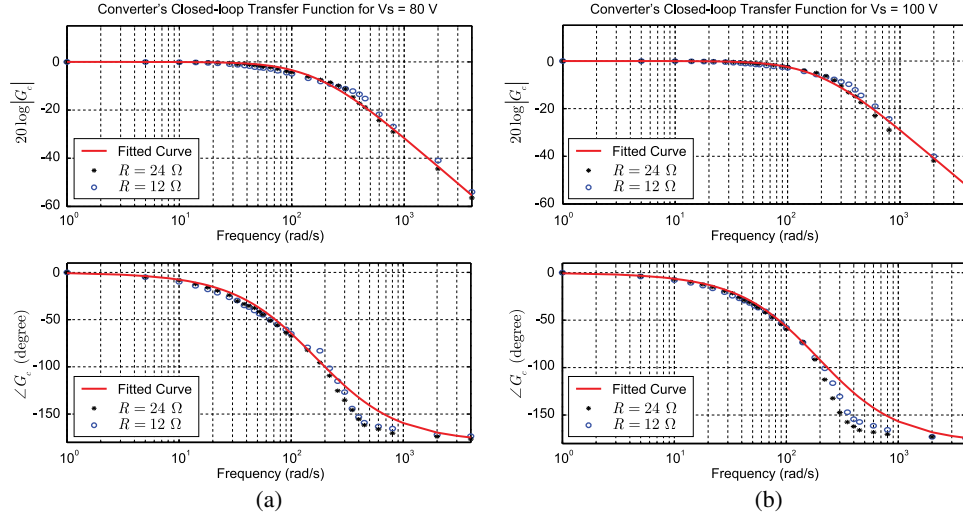 Converter's Closed-loop Transfer Function for Vs = 80 V
20 log|G_c|
0
-20
-40
-60
Fitted Curve
R = 24 Ω
R = 12 Ω
10^0 10^1 10^2 10^3
Frequency (rad/s)
∠G_c (degree)
0
-50
-100
-150
Fitted Curve
R = 24 Ω
R = 12 Ω
10^0 10^1 10^2 10^3
Frequency (rad/s)
(a)
Converter's Closed-loop Transfer Function for Vs = 100 V
20 log|G_c|
0
-20
-40
-60
Fitted Curve
R = 24 Ω
R = 12 Ω
10^0 10^1 10^2 10^3
Frequency (rad/s)
∠G_c (degree)
0
-50
-100
-150
Fitted Curve
R = 24 Ω
R = 12 Ω
10^0 10^1 10^2 10^3
Frequency (rad/s)
(b)